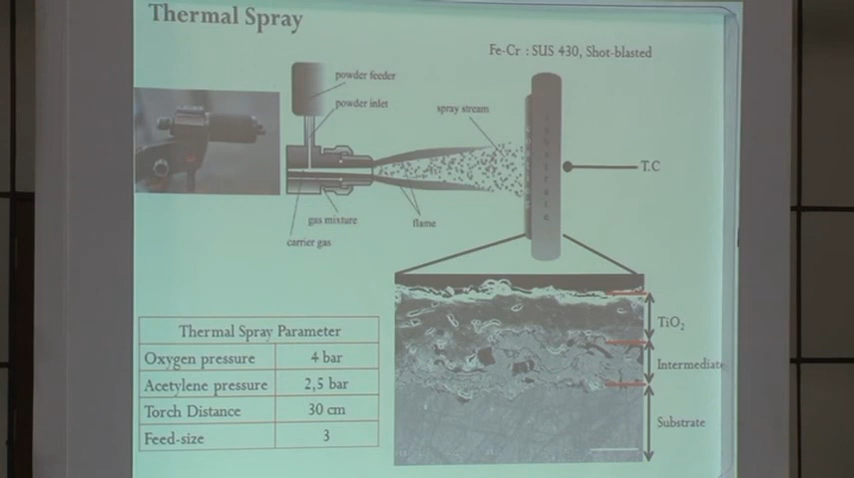 Thermal Spray
Fe-Cr : SUS 430, Shot-blasted
powder feeder
powder inlet
spray stream
substrate
T.C
gas mixture
flame
carrier gas
Thermal Spray Parameter
Oxygen pressure 4 bar
Acetylene pressure 2,5 bar
Torch Distance 30 cm
Feed-size 3
TiO₂
Intermediate
Substrate